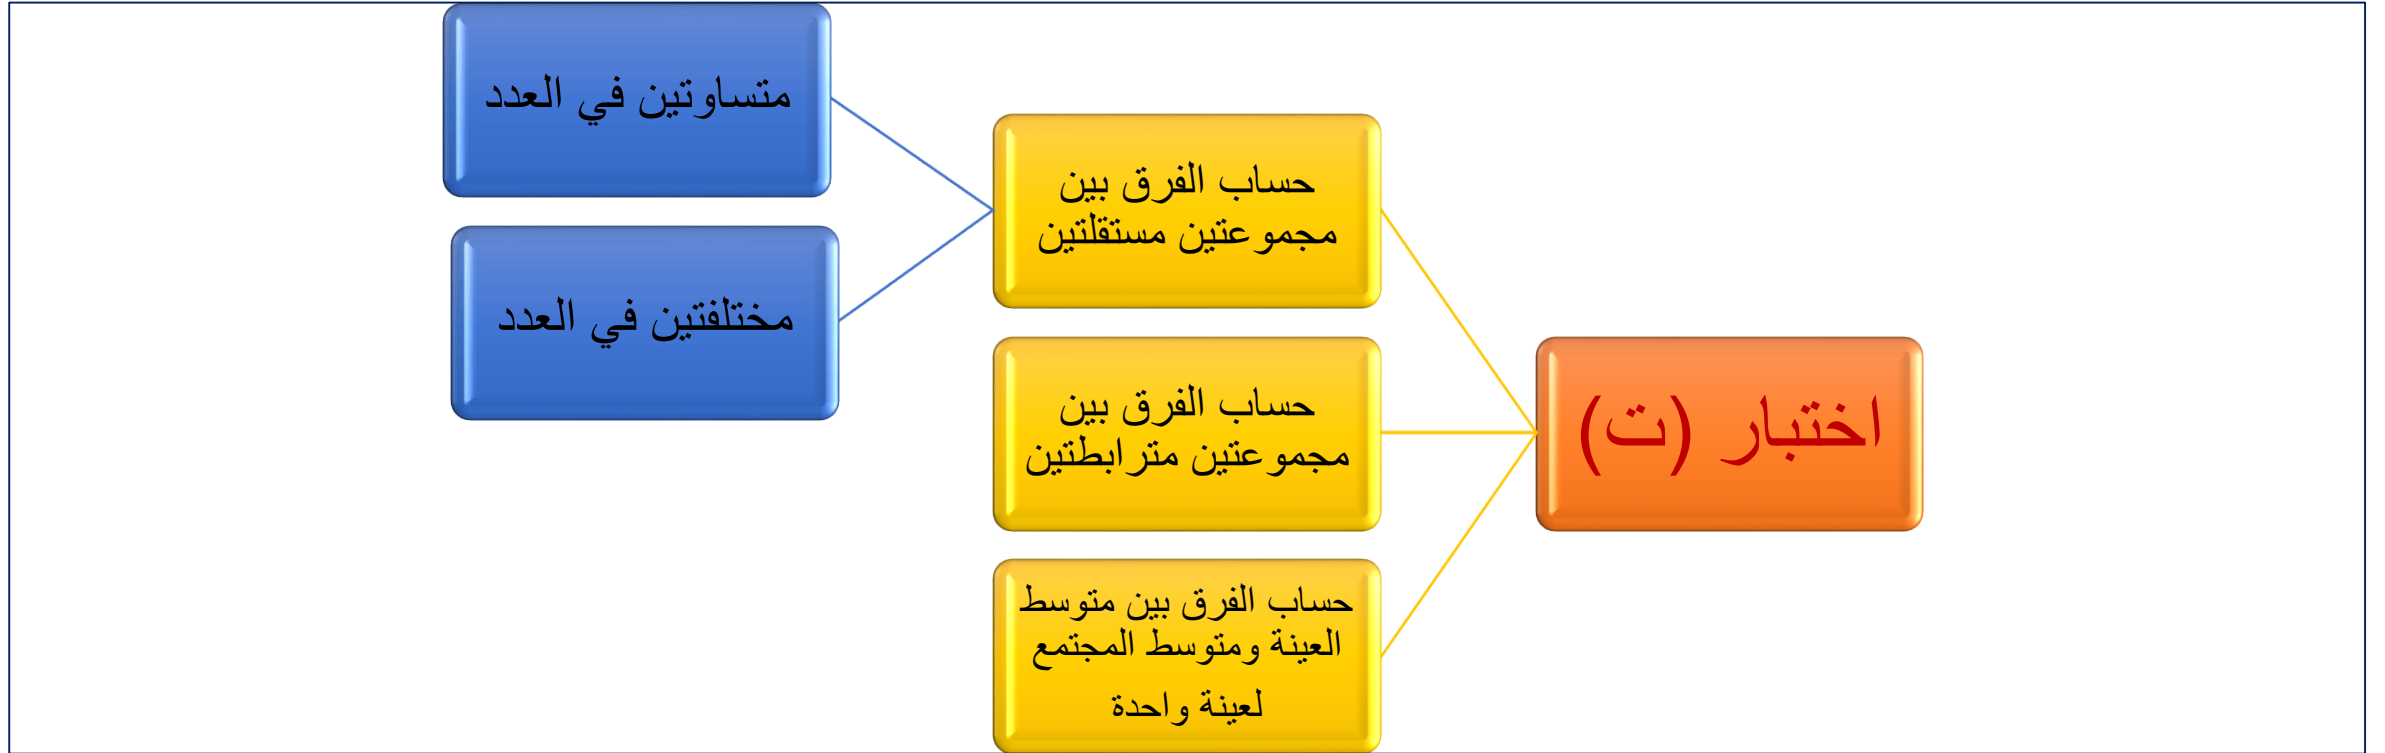 اختبار (ت)
حساب الفرق بين
مجموعتين مستقلتين
متساوتين في العدد
مختلفتين في العدد
حساب الفرق بين
مجموعتين مترابطتين
حساب الفرق بين متوسط
العينة ومتوسط المجتمع
لعينة واحدة